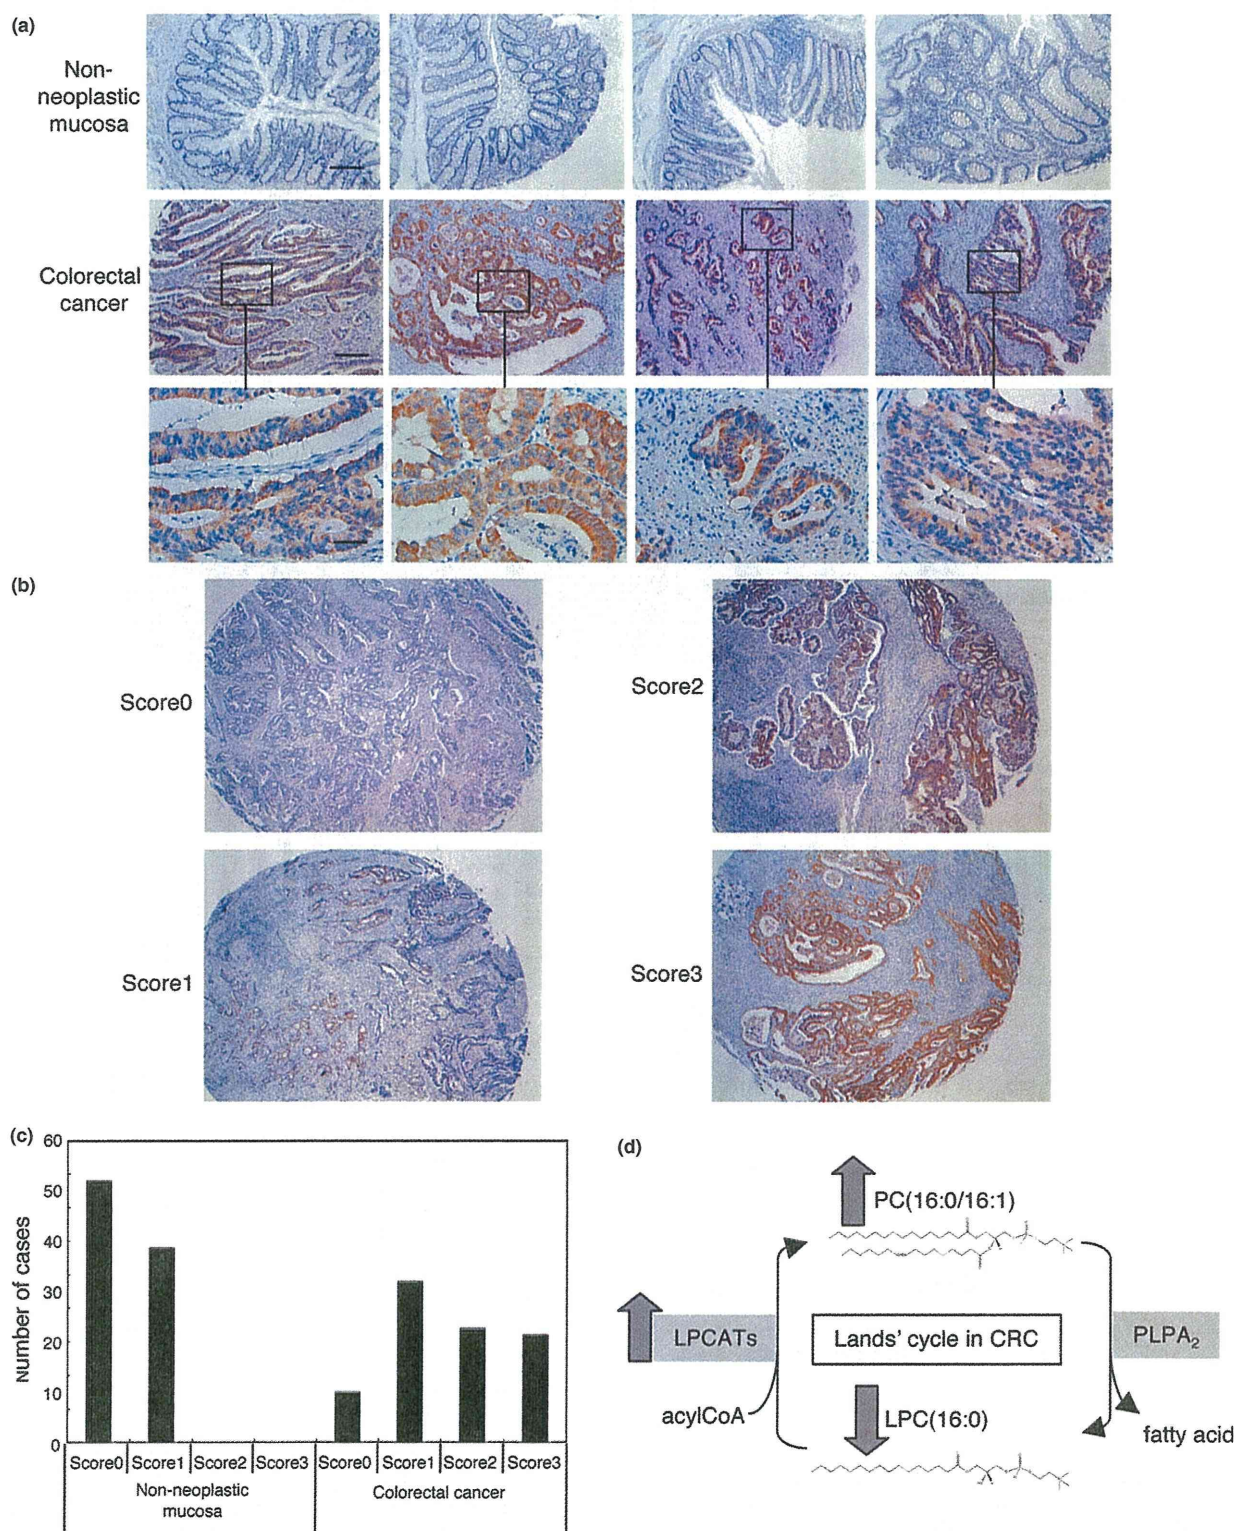 (a)
Non-
neoplastic
mucosa
Colorectal
cancer
(b)
Score0
Score2
Score1
Score3
(c)
60
50
40
30
20
10
0
Number of cases
Score0 Score1 Score2 Score3 Score0 Score1 Score2 Score3
Non-neoplastic
mucosa
Colorectal cancer
(d)
PC(16:0/16:1)
LPCATs
Lands' cycle in CRC
PLPA2
acylCoA
LPC(16:0)
fatty acid